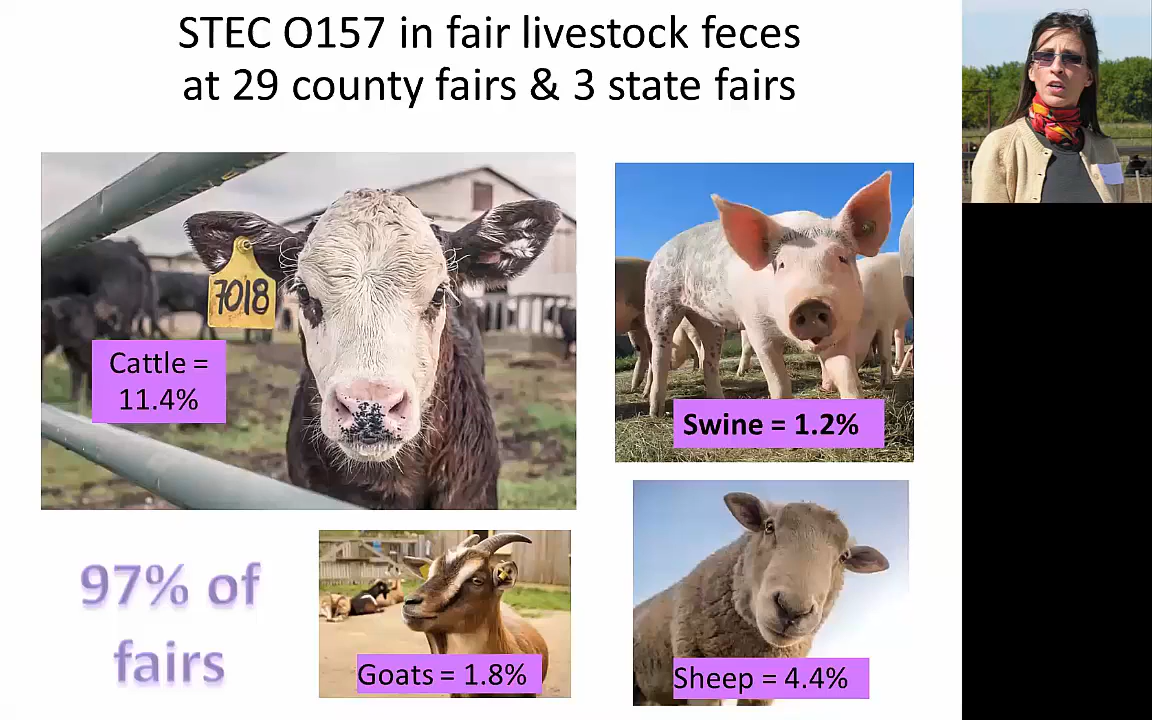 STEC O157 in fair livestock feces
at 29 county fairs & 3 state fairs
7018
Cattle =
11.4%
Swine = 1.2%
97% of
fairs
Goats = 1.8%
Sheep = 4.4%